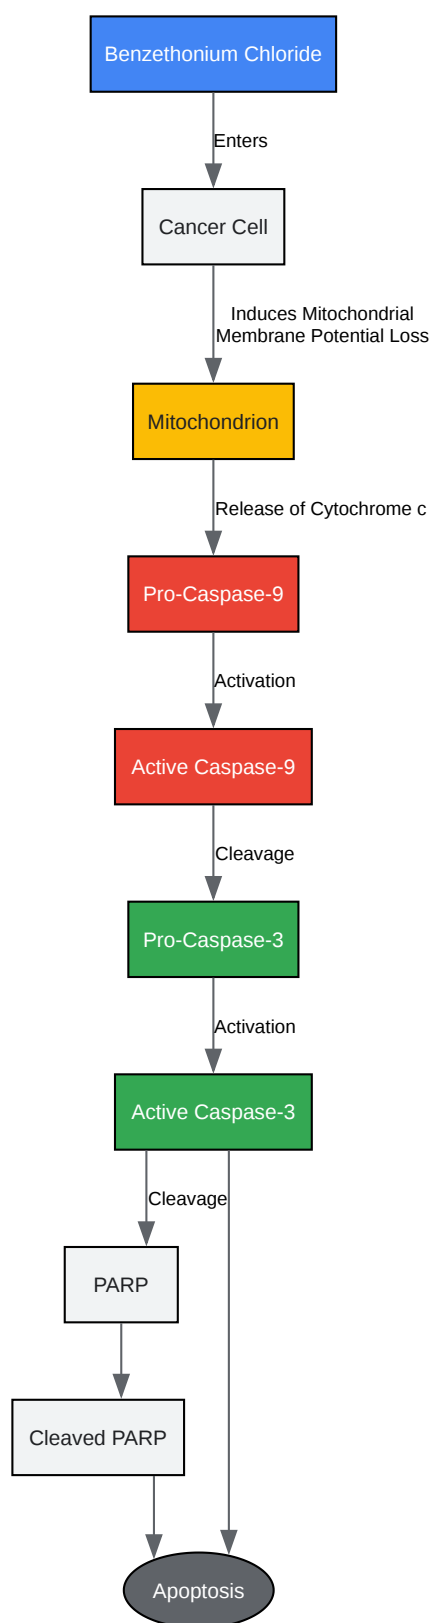 Benzethonium Chloride
Enters
Cancer Cell
Induces Mitochondrial
Membrane Potential Loss
Mitochondrion
Release of Cytochrome c
Pro-Caspase-9
Activation
Active Caspase-9
Cleavage
Pro-Caspase-3
Activation
Active Caspase-3
Cleavage
PARP
Cleaved PARP
Apoptosis